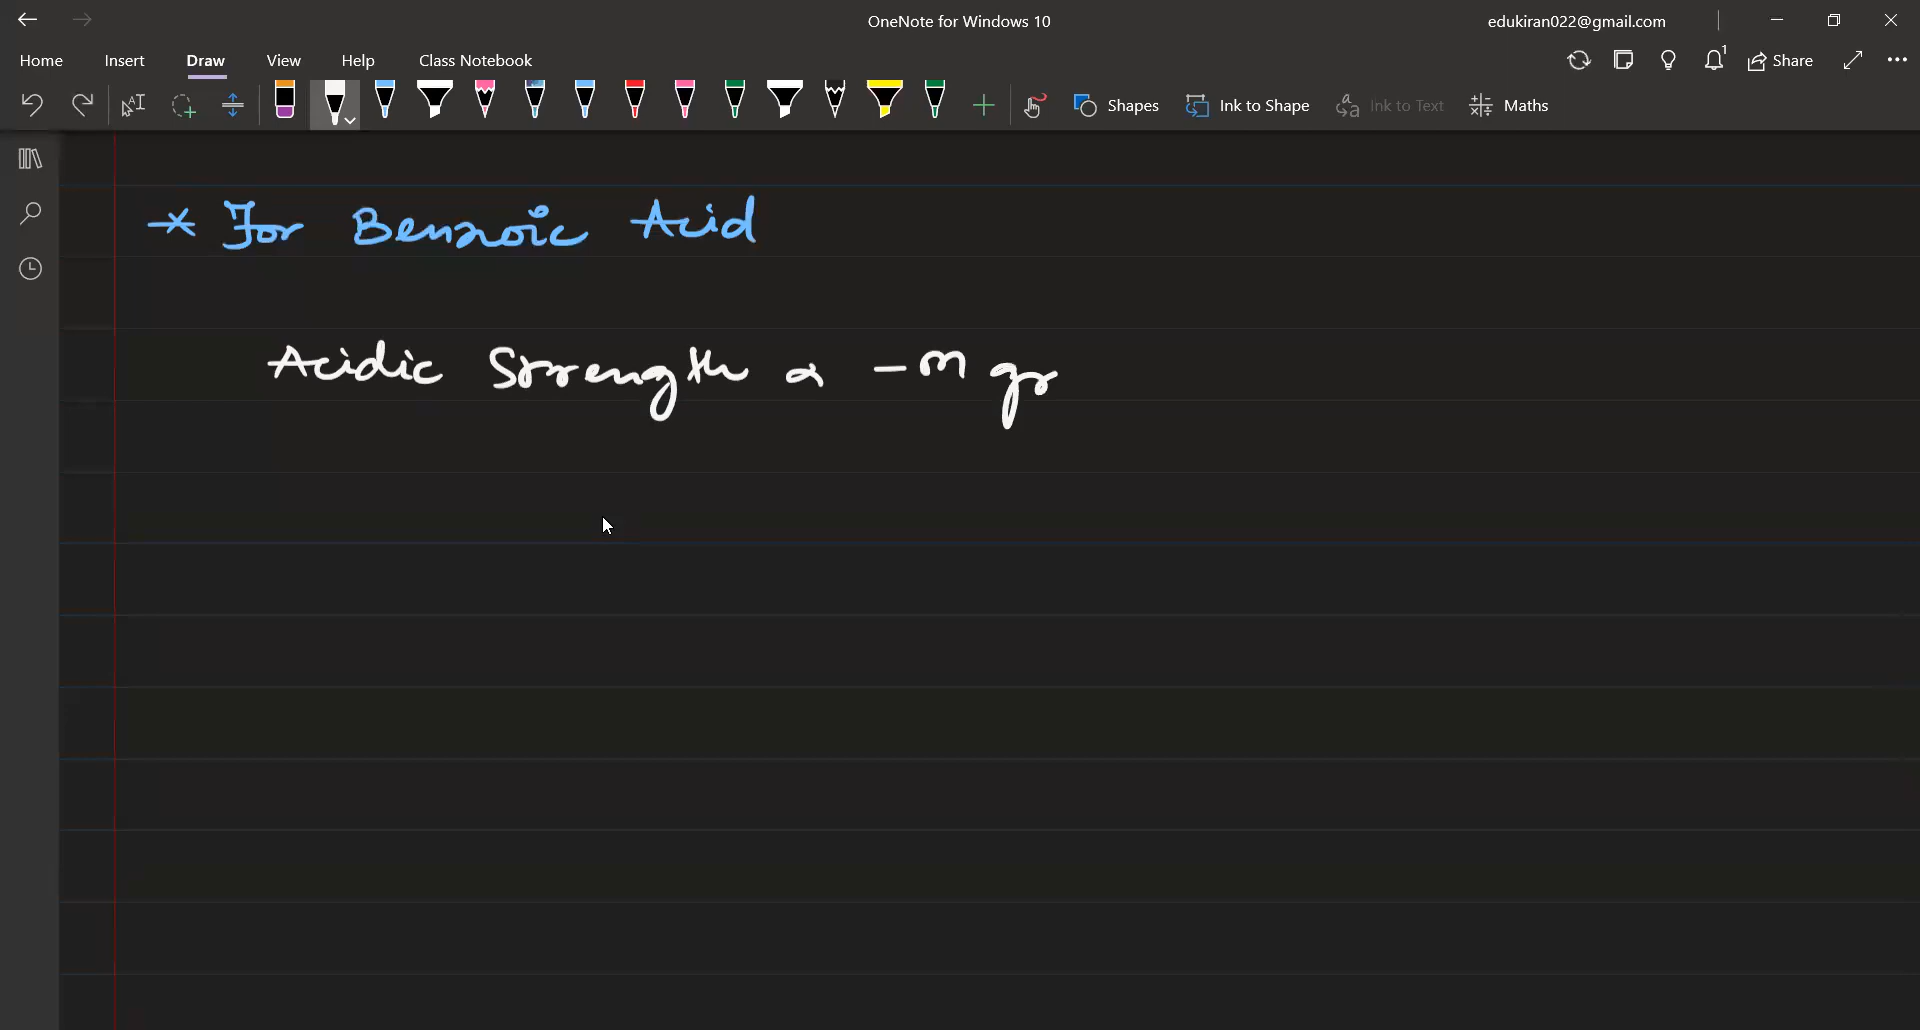 OneNote for Windows 10
edukiran022@gmail.com
Home Insert Draw View Help Class Notebook
1
Share
Shapes Ink to Shape Ink to Text Maths
* For Benzoic Acid
Acidic Strength α -m gr